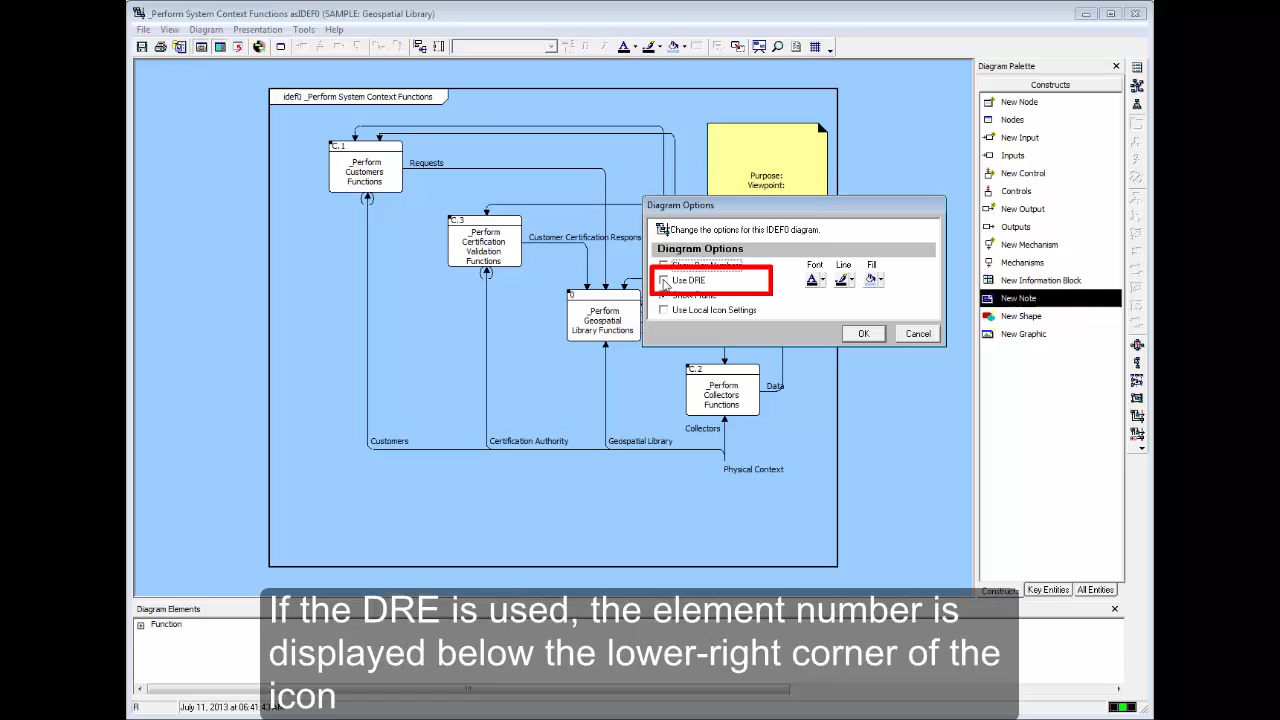 _Perform System Context Functions asIDEF0 (SAMPLE: Geospatial Library)
File View Diagram Presentation Tools Help
idef0 _Perform System Context Functions
C.1
_Perform
Customers
Functions
Requests
Purpose:
Viewpoint:
C.3
_Perform
Certification
Validation
Functions
Customer Certification Respons
0
_Perform
Geospatial
Library Functions
C.2
_Perform
Collectors
Functions
Data
Collectors
Customers
Certification Authority
Geospatial Library
Physical Context
Diagram Options
Change the options for this IDEF0 diagram.
Diagram Options
Show Box Numbers
Use DRE
Show Frame
Use Local Icon Settings
Font Line Fill
OK Cancel
Diagram Palette
Constructs
New Node
Nodes
New Input
Inputs
New Control
Controls
New Output
Outputs
New Mechanism
Mechanisms
New Information Block
New Note
New Shape
New Graphic
Constructs Key Entities All Entities
Diagram Elements
Function
If the DRE is used, the element number is
displayed below the lower-right corner of the
icon
R
July 11, 2013 at 06:41:43